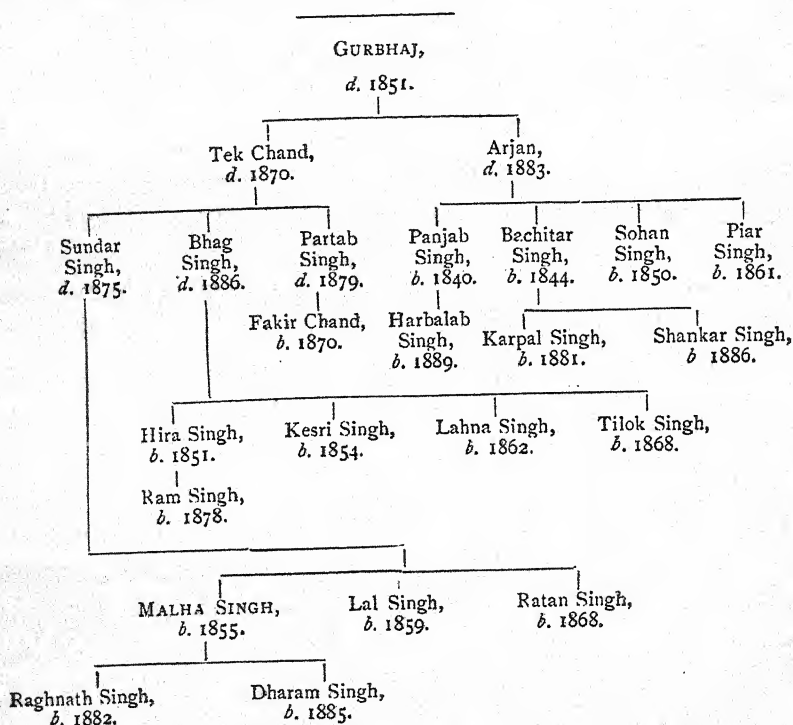 GURBHAJ,
d. 1851.
Tek Chand,
d. 1870.
Arjan,
d. 1883.
Sundar
Singh,
d. 1875.
Bhag
Singh,
d. 1886.
Partab
Singh,
d. 1879.
Panjab
Singh,
b. 1840.
Bachitar
Singh,
b. 1844.
Sohan
Singh,
b. 1850.
Piar
Singh,
b. 1861.
Fakir Chand,
b. 1870.
Harbalab
Singh,
b. 1889.
Karpal Singh,
b. 1881.
Shankar Singh,
b 1886.
Hira Singh,
b. 1851.
Kesri Singh,
b. 1854.
Lahna Singh,
b. 1862.
Tilok Singh,
b. 1868.
Ram Singh,
b. 1878.
MALHA SINGH,
b. 1855.
Lal Singh,
b. 1859.
Ratan Singh,
b. 1868.
Raghnath Singh,
b. 1882.
Dharam Singh,
b. 1885.